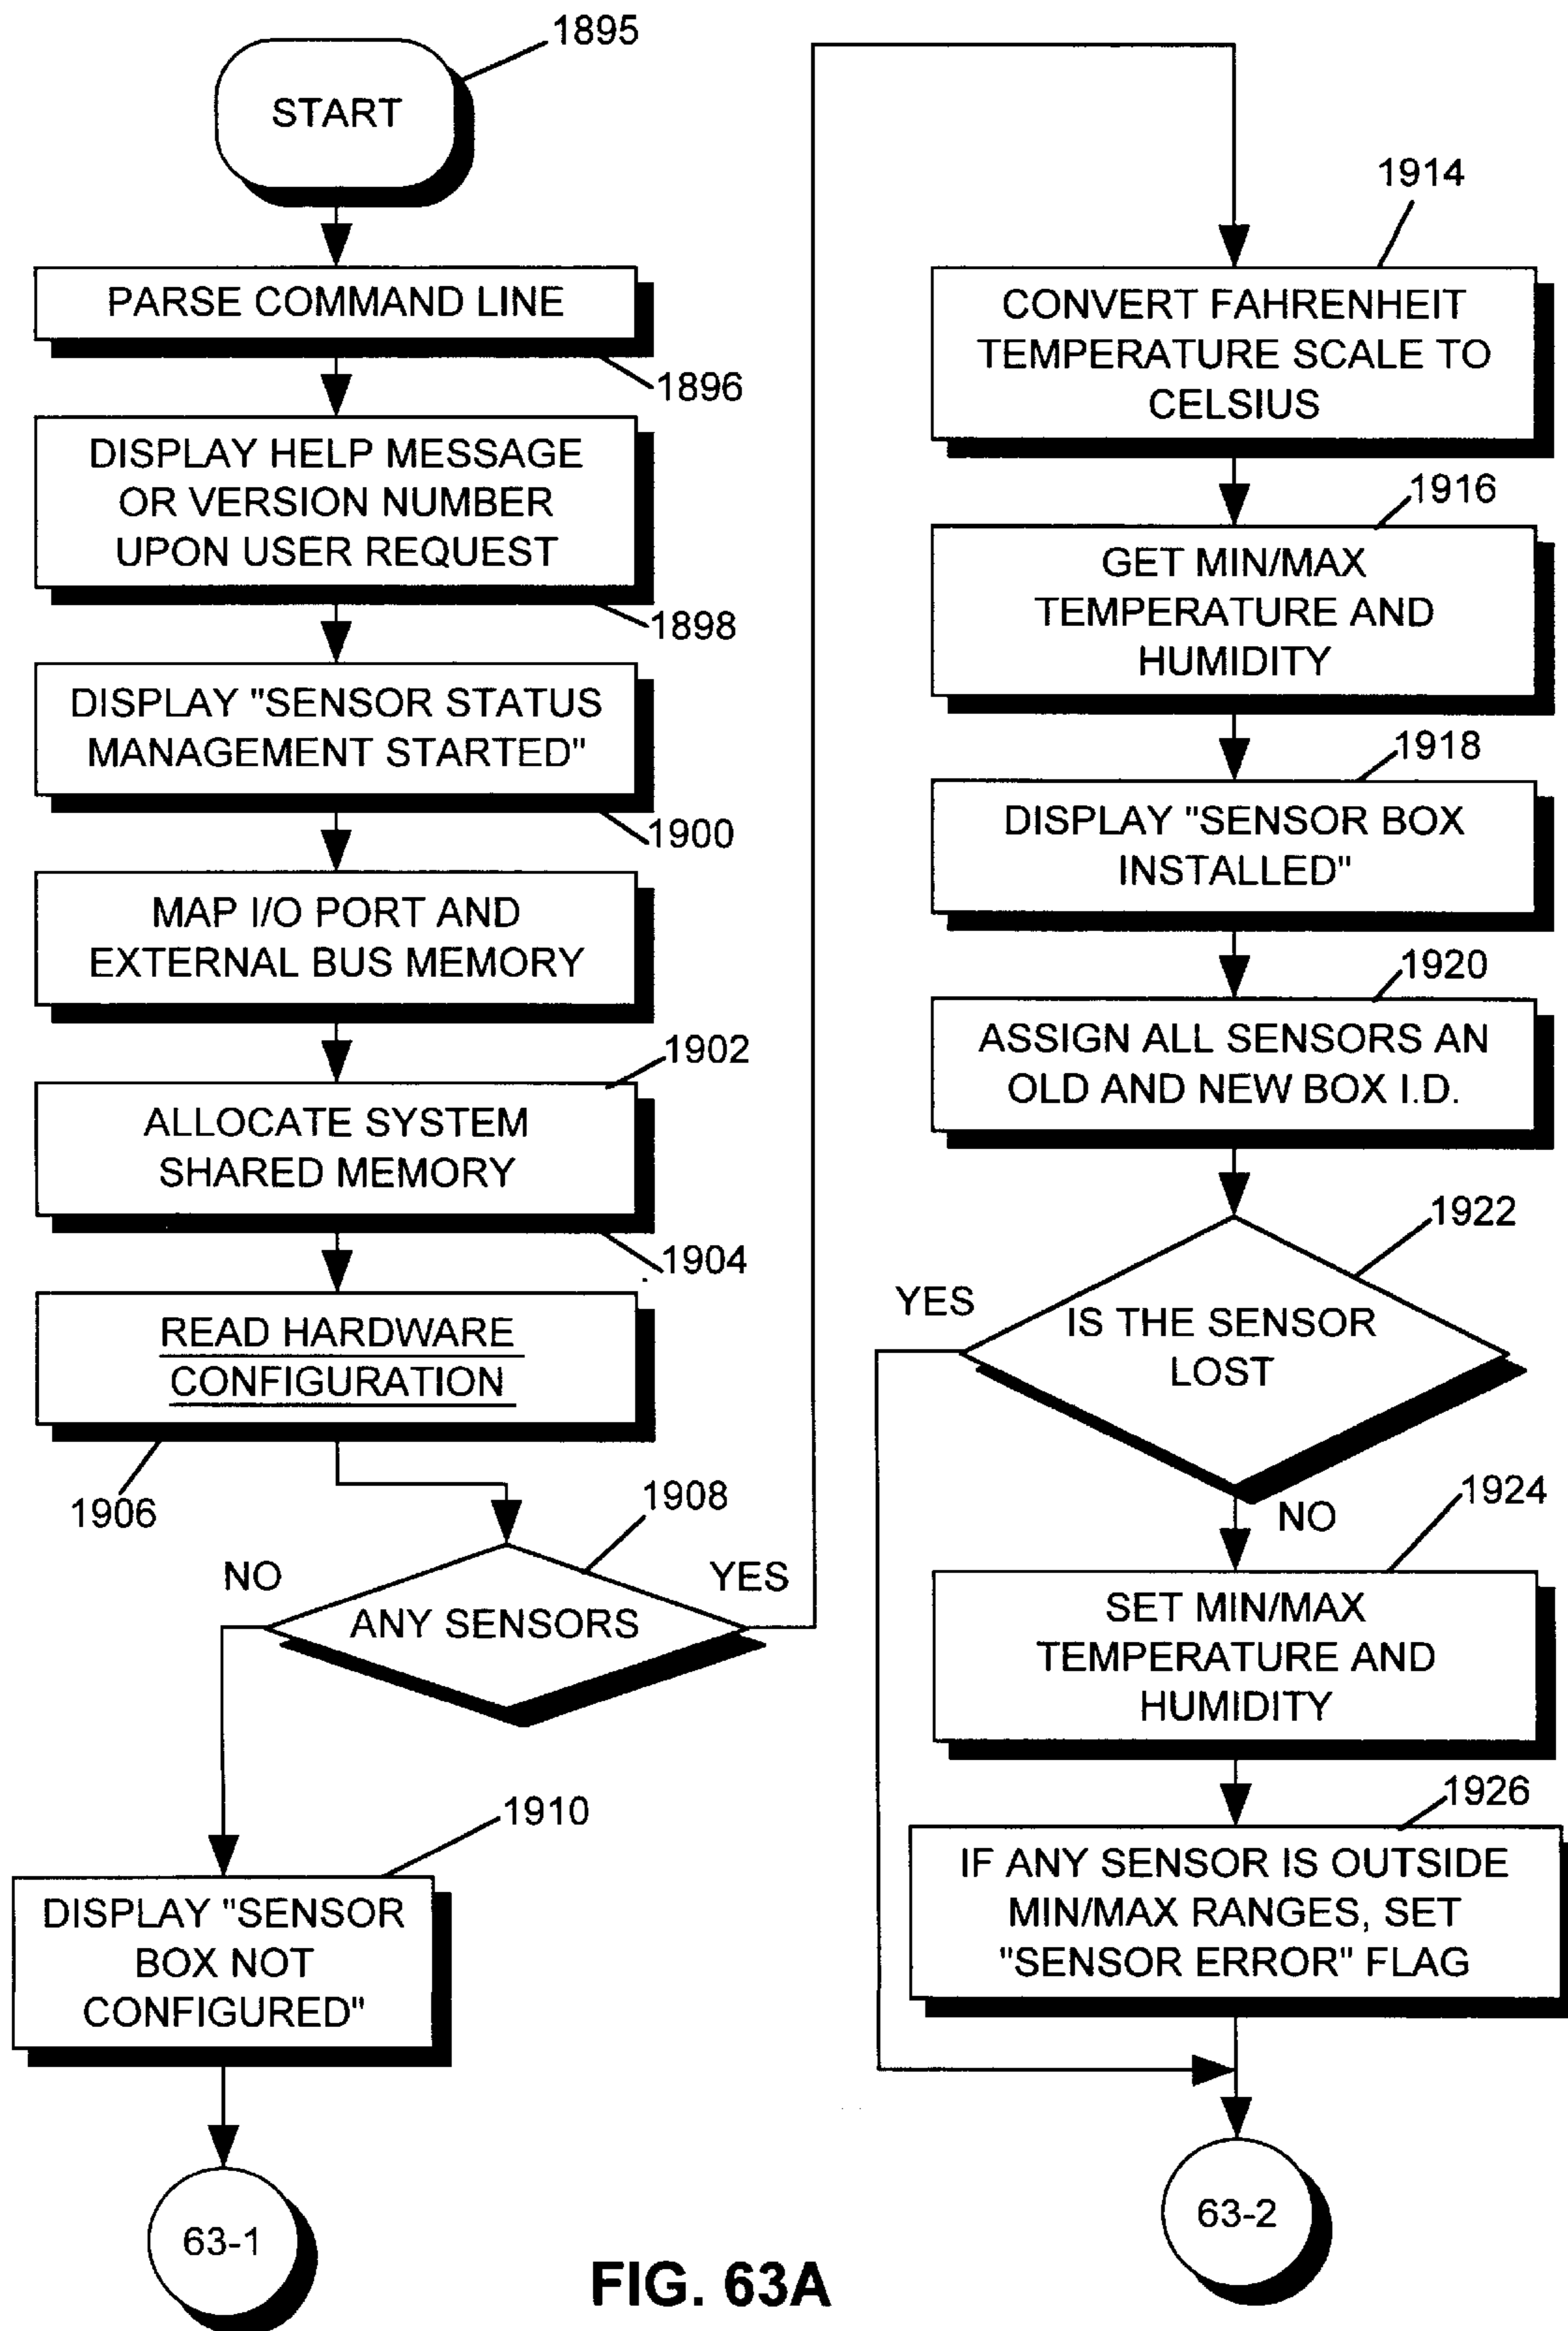 1895
START
PARSE COMMAND LINE
1896
DISPLAY HELP MESSAGE
OR VERSION NUMBER
UPON USER REQUEST
1898
DISPLAY "SENSOR STATUS
MANAGEMENT STARTED"
1900
MAP I/O PORT AND
EXTERNAL BUS MEMORY
1902
ALLOCATE SYSTEM
SHARED MEMORY
1904
READ HARDWARE
CONFIGURATION
1906
1908
NO
YES
ANY SENSORS
1910
DISPLAY "SENSOR
BOX NOT
CONFIGURED"
63-1
1914
CONVERT FAHRENHEIT
TEMPERATURE SCALE TO
CELSIUS
1916
GET MIN/MAX
TEMPERATURE AND
HUMIDITY
1918
DISPLAY "SENSOR BOX
INSTALLED"
1920
ASSIGN ALL SENSORS AN
OLD AND NEW BOX I.D.
1922
YES
IS THE SENSOR
LOST
NO
1924
SET MIN/MAX
TEMPERATURE AND
HUMIDITY
1926
IF ANY SENSOR IS OUTSIDE
MIN/MAX RANGES, SET
"SENSOR ERROR" FLAG
63-2
FIG. 63A